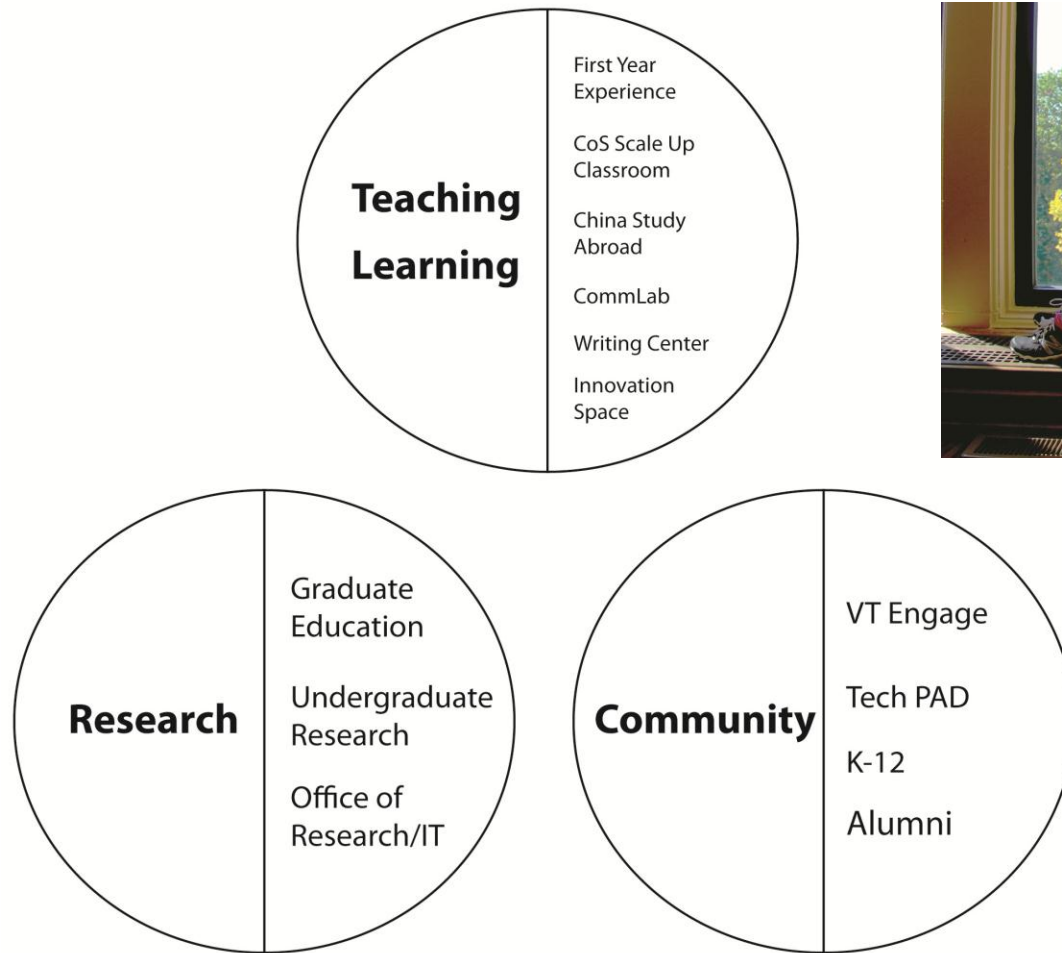 Teaching
Learning
First Year
Experience
CoS Scale Up
Classroom
China Study
Abroad
CommLab
Writing Center
Innovation
Space
Research
Graduate
Education
Undergraduate
Research
Office of
Research/IT
Community
VT Engage
Tech PAD
K-12
Alumni